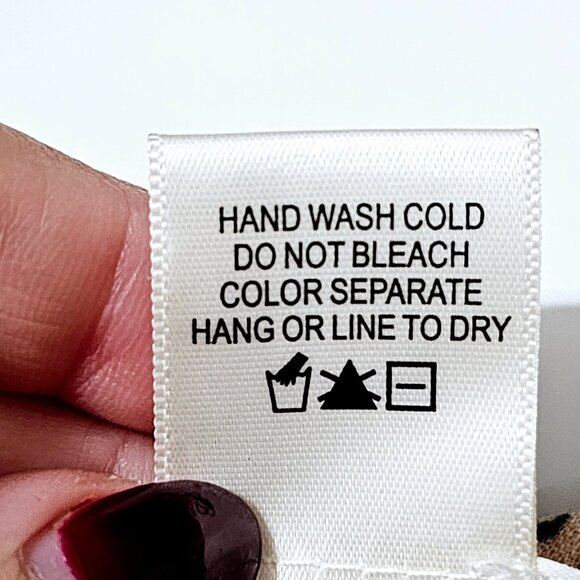 HAND WASH COLD
DO NOT BLEACH
COLOR SEPARATE
HANG OR LINE TO DRY